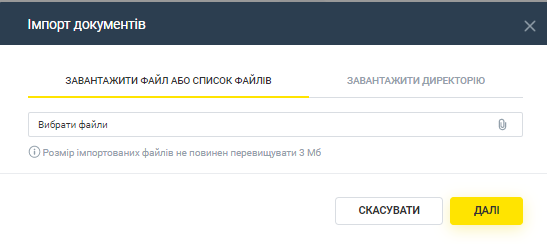 Імпорт документів
ЗАВАНТАЖИТИ ФАЙЛ АБО СПИСОК ФАЙЛІВ
ЗАВАНТАЖИТИ ДИРЕКТОРІЮ
Вибрати файли
Розмір імпортованих файлів не повинен перевищувати 3 Мб
СКАСУВАТИ
ДАЛІ